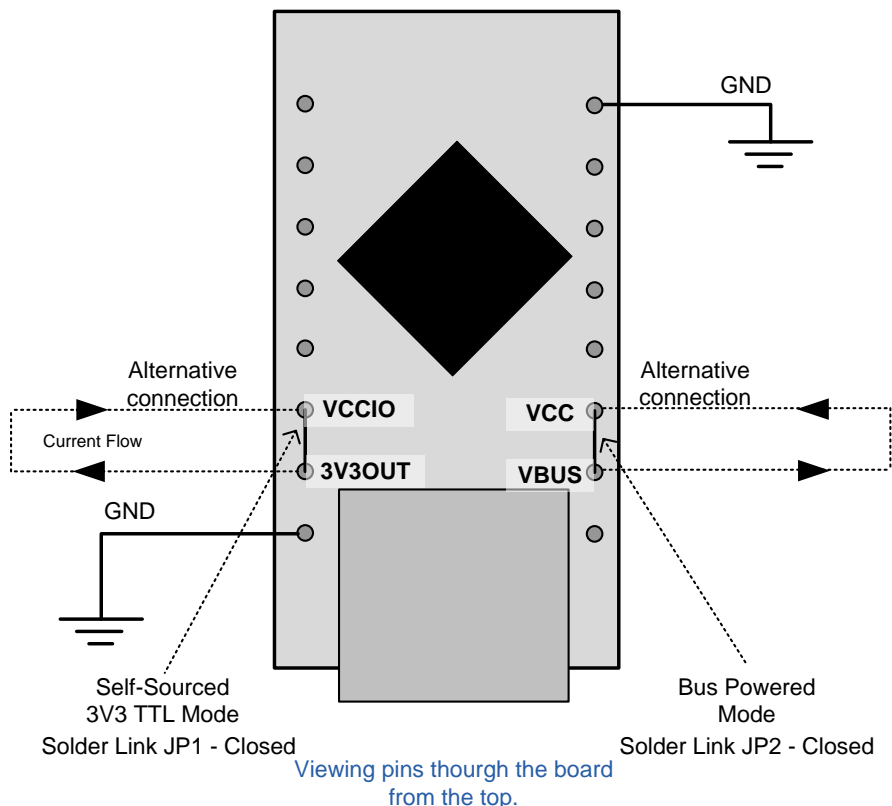 GND
Alternative
connection
VCCIO
VCC
Alternative
connection
Current Flow
3V3OUT
VBUS
GND
Self-Sourced
3V3 TTL Mode
Solder Link JP1 - Closed
Bus Powered
Mode
Solder Link JP2 - Closed
Viewing pins thourgh the board
from the top.